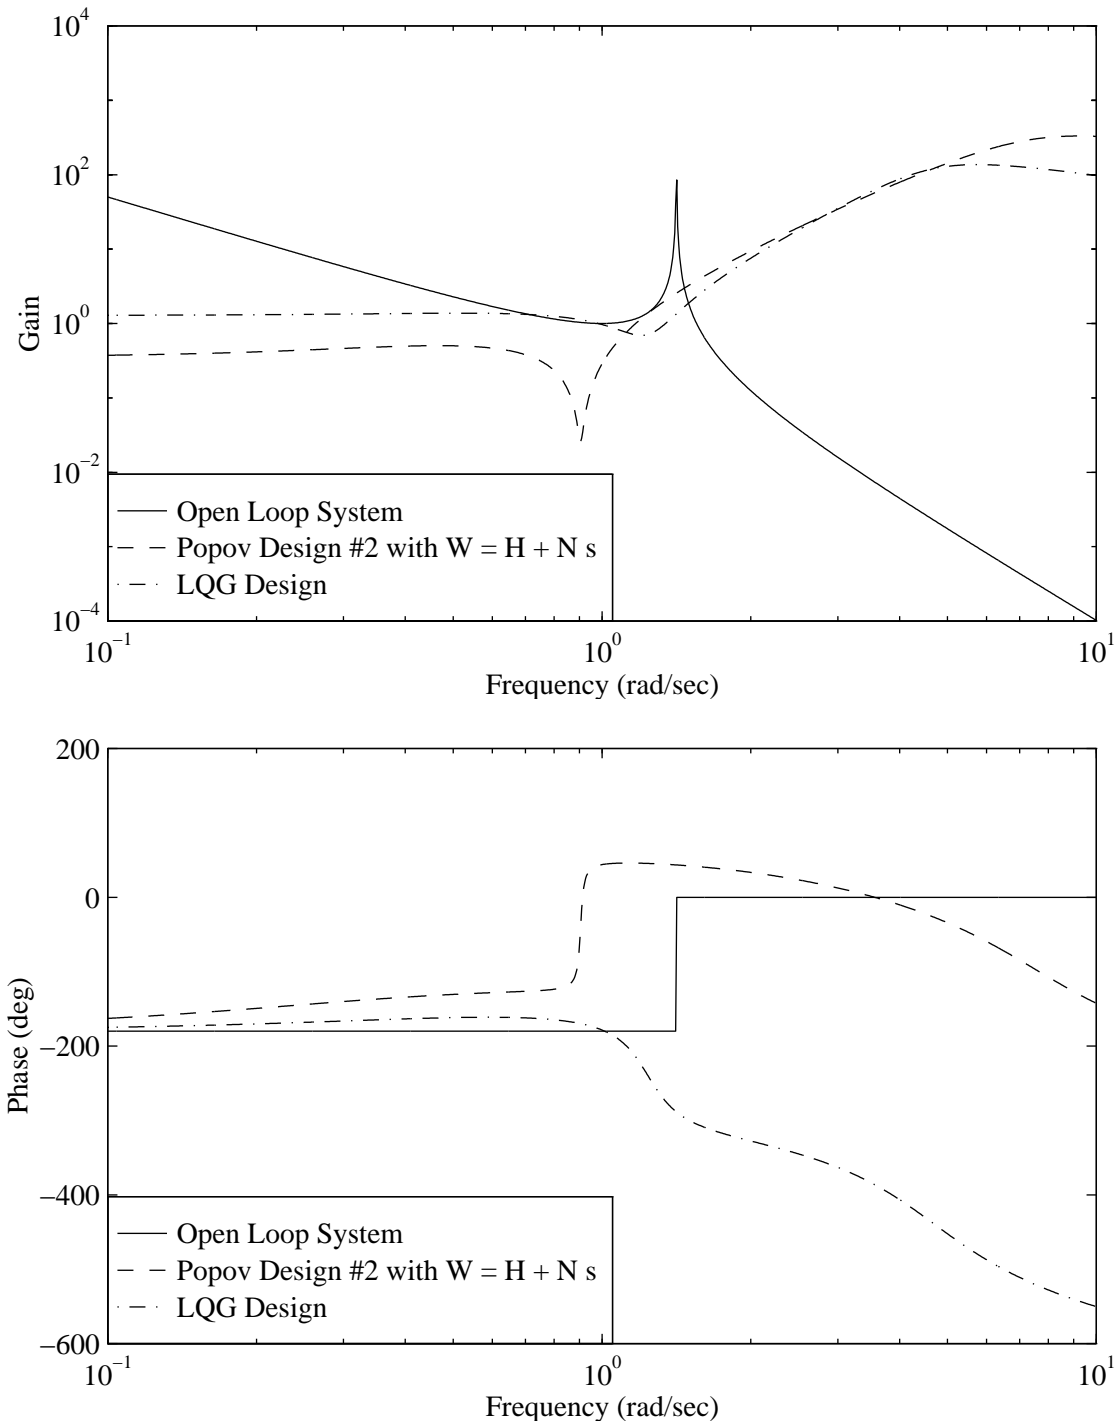 10^4
10^2
10^0
10^−2
10^−4
Gain
Open Loop System
Popov Design #2 with W = H + N s
LQG Design
10^−1
10^0
10^1
Frequency (rad/sec)
200
0
−200
−400
−600
Phase (deg)
Open Loop System
Popov Design #2 with W = H + N s
LQG Design
10^−1
10^0
10^1
Frequency (rad/sec)